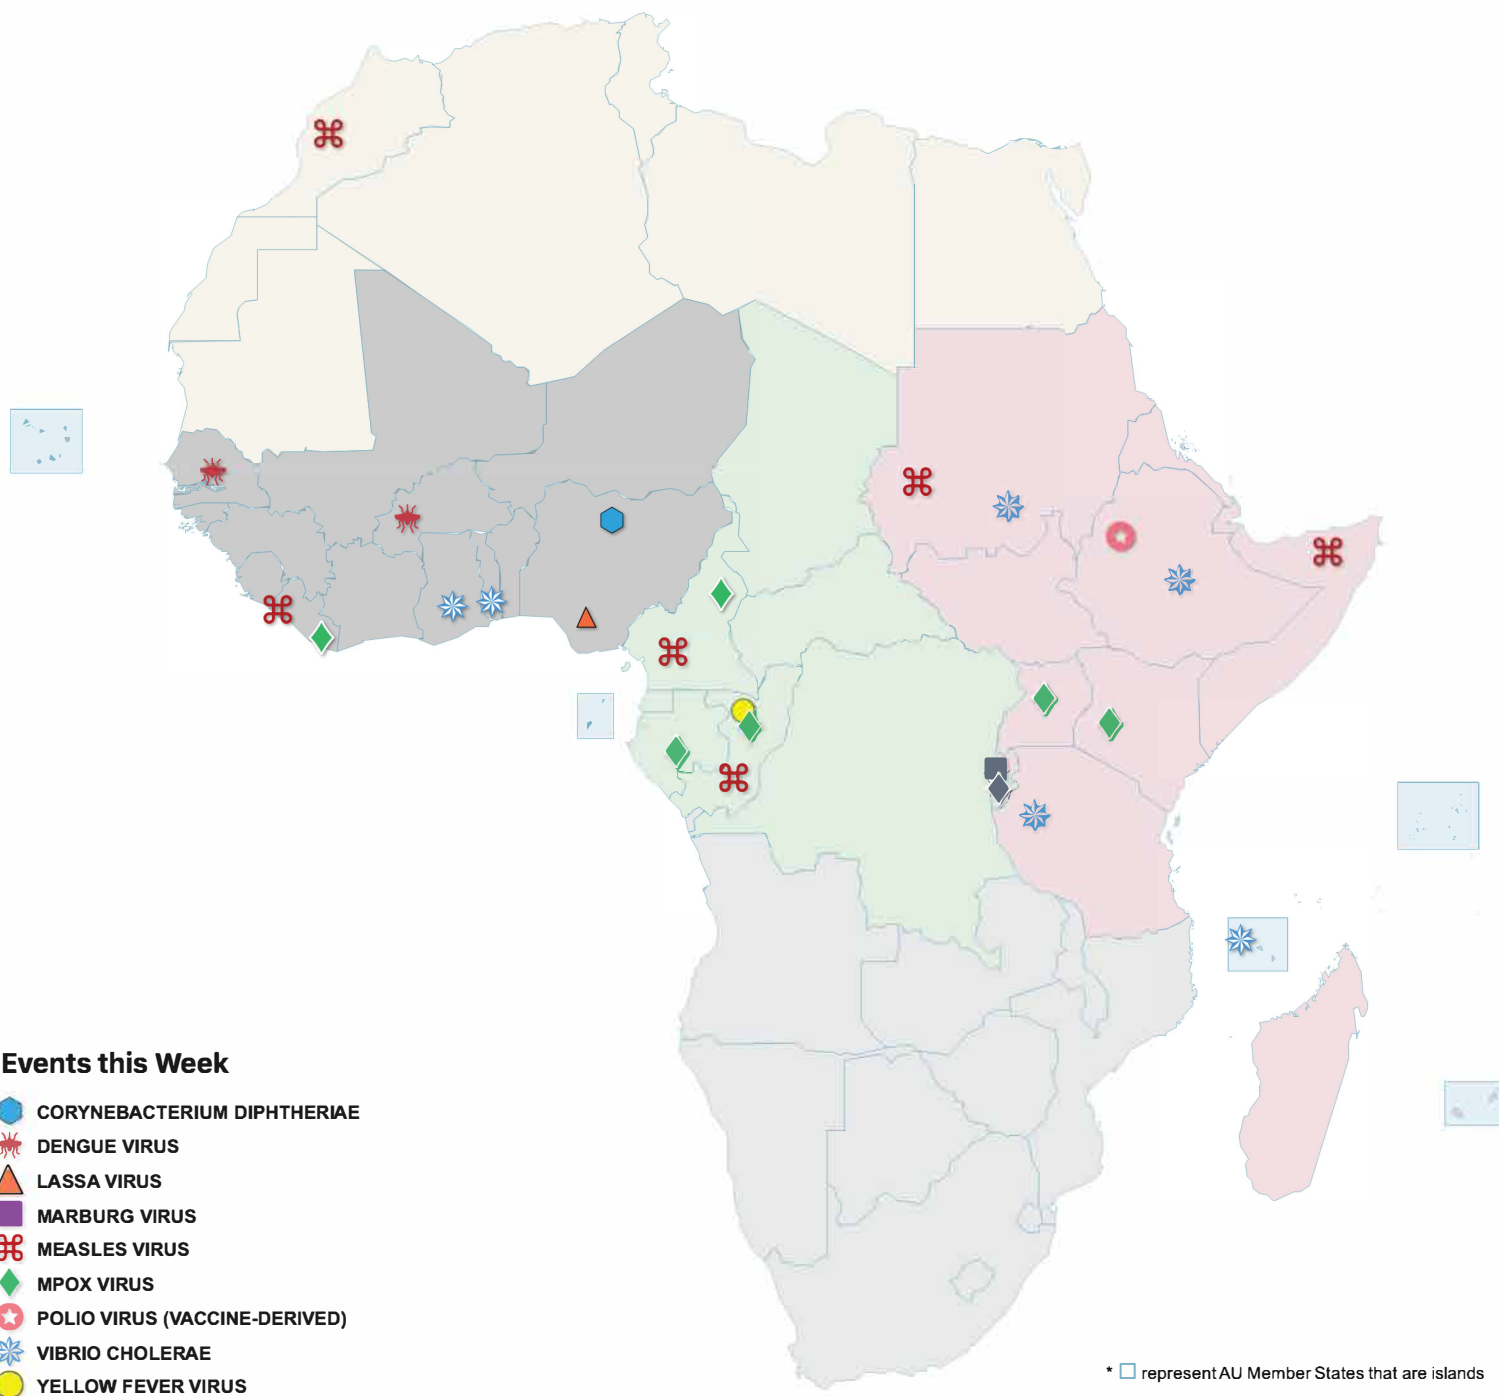 Events this Week
CORYNEBACTERIUM DIPHTHERIAE
DENGUE VIRUS
LASSA VIRUS
MARBURG VIRUS
MEASLES VIRUS
MPOX VIRUS
POLIO VIRUS (VACCINE-DERIVED)
VIBRIO CHOLERAE
YELLOW FEVER VIRUS
* represent AU Member States that are islands